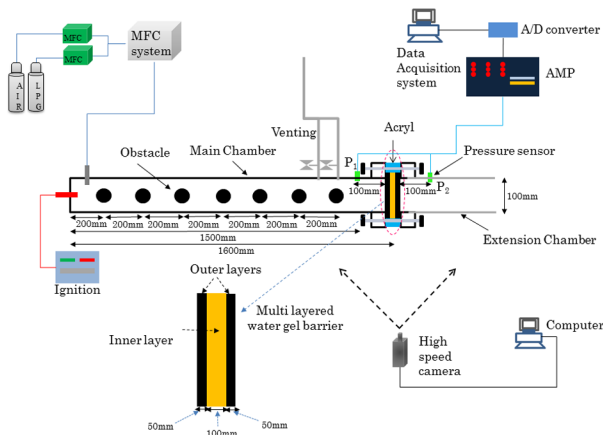 MFC
MFC
MFC
system
AIR
LPG
Data
Acquisition
system
A/D converter
AMP
Venting
Acryl
Main Chamber
Obstacle
P1
Pressure sensor
P2
100mm
100mm
100mm
200mm
200mm
200mm
200mm
200mm
200mm
200mm
1500mm
1600mm
Extension Chamber
Ignition
Outer layers
Multi layered
water gel barrier
Inner layer
High
speed
camera
Computer
50mm
100mm
50mm